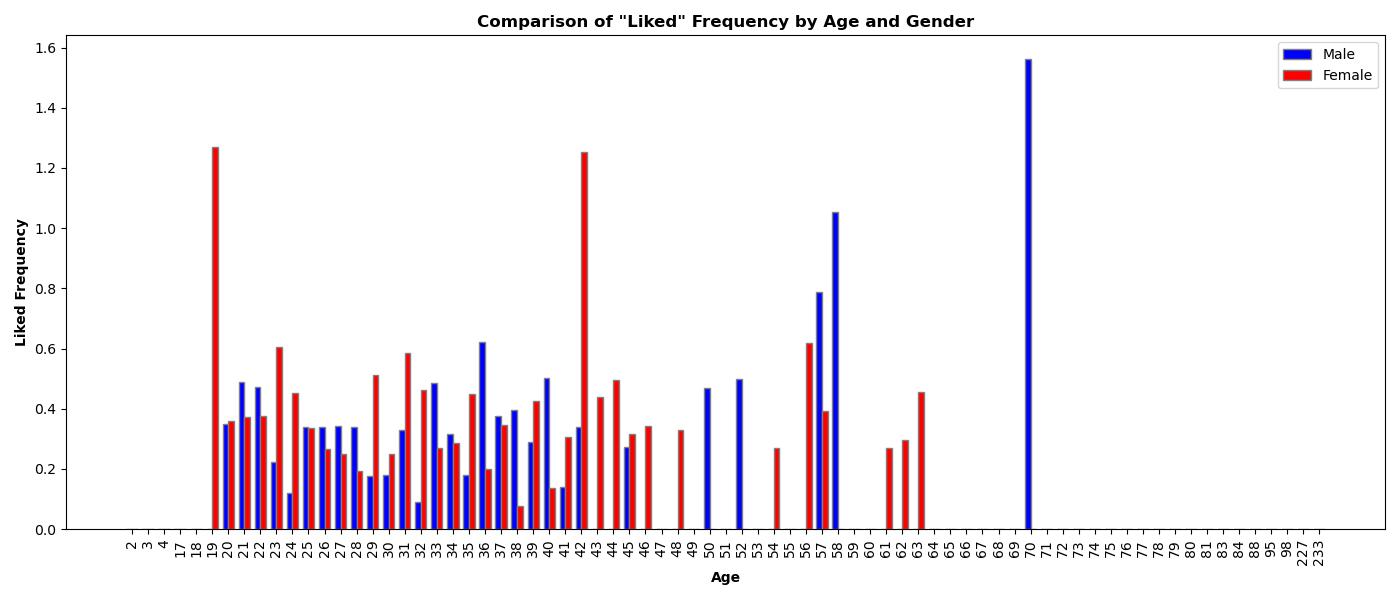 Comparison of "Liked" Frequency by Age and Gender
Male
Female
Liked Frequency
1.6
1.4
1.2
1.0
0.8
0.6
0.4
0.2
0.0
2 3 4 17 18 19 20 21 22 23 24 25 26 27 28 29 30 31 32 33 34 35 36 37 38 39 40 41 42 43 44 45 46 47 48 49 50 51 52 53 54 55 56 57 58 59 60 61 62 63 64 65 66 67 68 69 70 71 72 73 74 75 76 77 78 79 80 81 83 84 88 95 98 227 233
Age